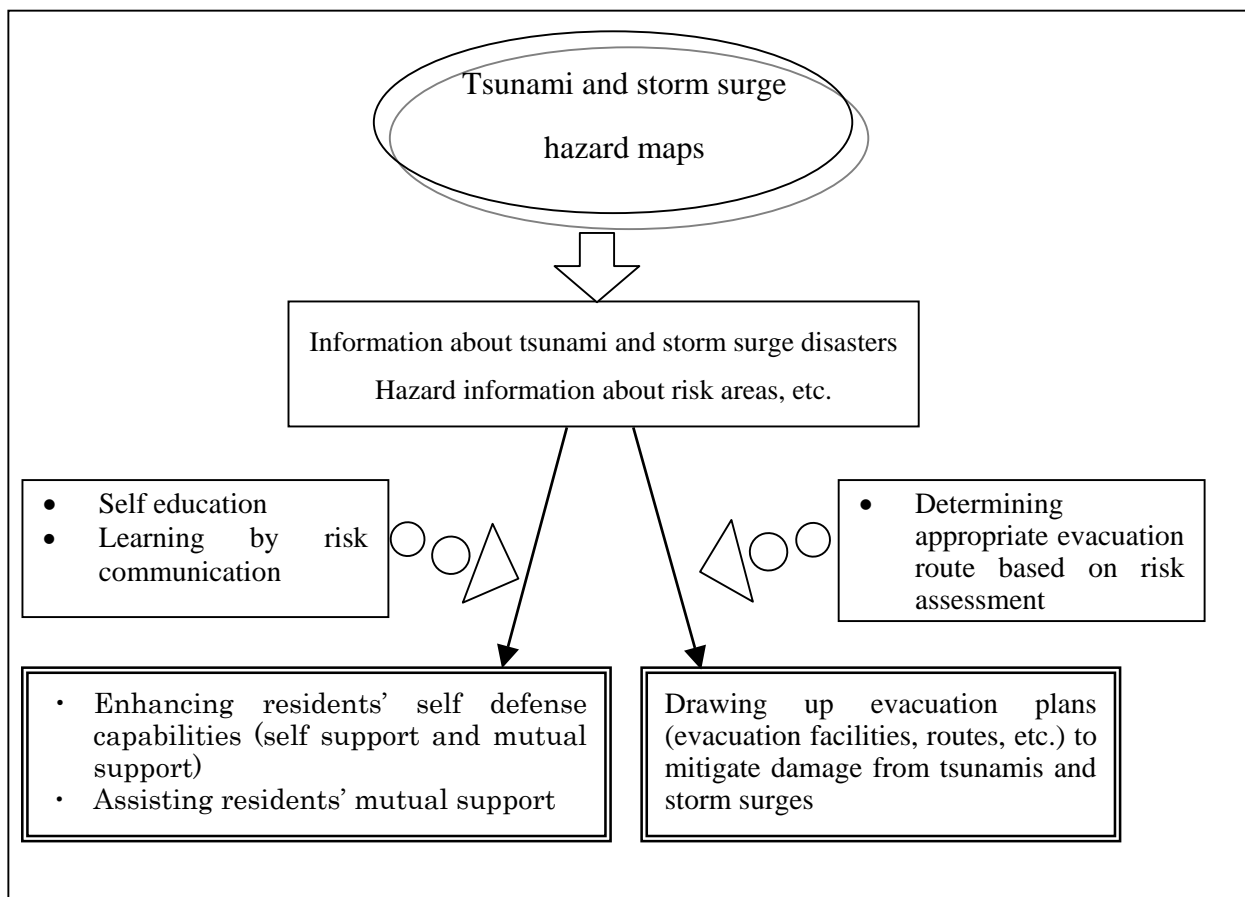 Tsunami and storm surge
hazard maps
Information about tsunami and storm surge disasters
Hazard information about risk areas, etc.
• Self education
• Learning by risk
communication
• Determining
appropriate evacuation
route based on risk
assessment
・ Enhancing residents’ self defense
capabilities (self support and mutual
support)
・ Assisting residents’ mutual support
Drawing up evacuation plans
(evacuation facilities, routes, etc.) to
mitigate damage from tsunamis and
storm surges